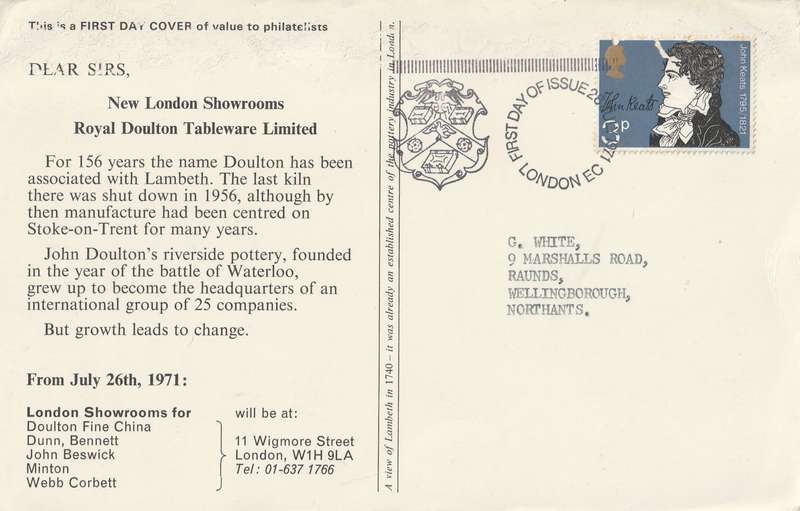 This is a FIRST DAY COVER of value to philatelists
DEAR SIRS,
New London Showrooms
Royal Doulton Tableware Limited
For 156 years the name Doulton has been
associated with Lambeth. The last kiln
there was shut down in 1956, although by
then manufacture had been centred on
Stoke-on-Trent for many years.
John Doulton's riverside pottery, founded
in the year of the battle of Waterloo,
grew up to become the headquarters of an
international group of 25 companies.
But growth leads to change.
From July 26th, 1971:
London Showrooms for
Doulton Fine China
Dunn, Bennett
John Beswick
Minton
Webb Corbett
will be at:
11 Wigmore Street
London, W1H 9LA
Tel: 01-637 1766
A view of Lambeth in 1740 – it was already an established centre of the pottery industry in London.
FIRST DAY OF ISSUE 28 1971
LONDON EC
John Keats 1795-1821
John Keats
3p
G. WHITE,
9 MARSHALLS ROAD,
RAUNDS,
WELLINGBOROUGH,
NORTHANTS.